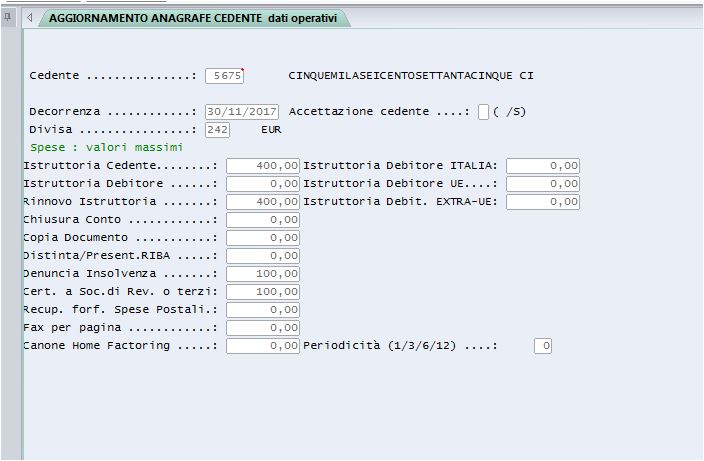 AGGIORNAMENTO ANAGRAFE CEDENTE dati operativi
Cedente ...............: 5675* CINQUEMILASEICENTOSETTANTACINQUE CI
Decorrenza ............: 30/11/2017 Accettazione cedente ....: ( /S)
Divisa ................: 242 EUR
Spese : valori massimi
Istruttoria Cedente........: 400,00 Istruttoria Debitore ITALIA: 0,00
Istruttoria Debitore ......: 0,00 Istruttoria Debitore UE....: 0,00
Rinnovo Istruttoria .......: 400,00 Istruttoria Debit. EXTRA-UE: 0,00
Chiusura Conto ............: 0,00
Copia Documento ...........: 0,00
Distinta/Present.RIBA .....: 0,00
Denuncia Insolvenza .......: 100,00
Cert. a Soc.di Rev. o terzi: 100,00
Recup. forf. Spese Postali.: 0,00
Fax per pagina ............: 0,00
Canone Home Factoring .....: 0,00 Periodicità (1/3/6/12) ....: 0